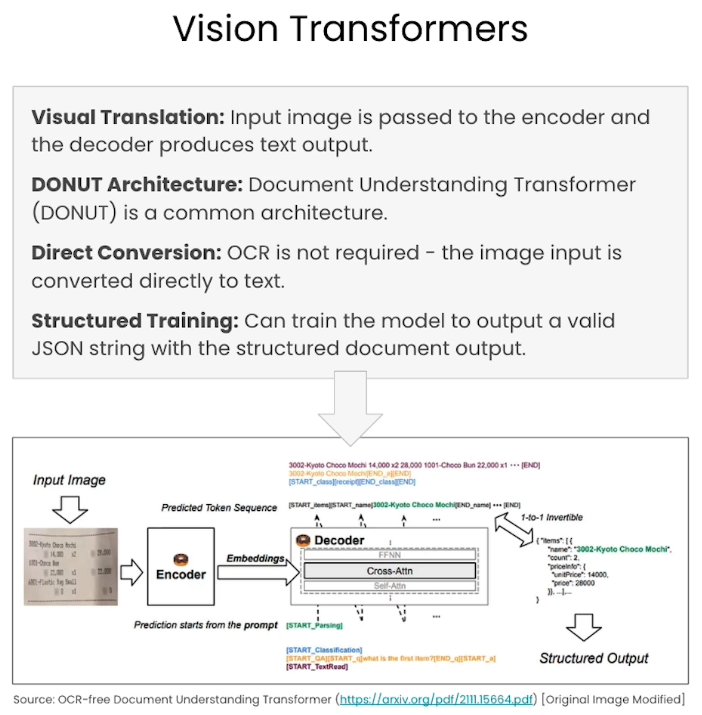 Vision Transformers
Visual Translation: Input image is passed to the encoder and
the decoder produces text output.
DONUT Architecture: Document Understanding Transformer
(DONUT) is a common architecture.
Direct Conversion: OCR is not required - the image input is
converted directly to text.
Structured Training: Can train the model to output a valid
JSON string with the structured document output.
3002-Kyoto Choco Mochi 14,000 x2 28,000 1001-Choco Bun 22,000 x1 ··· [END]
3002-Kyoto Choco Mochi[END_a][END]
[START_class][receipt][END_class][END]
Input Image
Predicted Token Sequence
[START_items][START_name]3002-Kyoto Choco Mochi[END_name] ··· [END]
...
1-to-1 Invertible
3002-Kyoto Choco Mochi
14,000 x2 28,000
1001-Choco Bun
22,000 x1 22,000
Plastic Bag Small
0 x1 0
Encoder
Embeddings
Decoder
FFNN
Cross-Attn
Self-Attn
{ "items": [ {
"name": "3002-Kyoto Choco Mochi",
"count": 2,
"priceInfo": {
"unitPrice": 14000,
"price": 28000
}}, ...
}
Prediction starts from the prompt
[START_Parsing]
...
[START_Classification]
[START_QA][START_q]what is the first item?[END_q][START_a]
[START_TextRead]
Structured Output
Source: OCR-free Document Understanding Transformer (https://arxiv.org/pdf/2111.15664.pdf) [Original Image Modified]